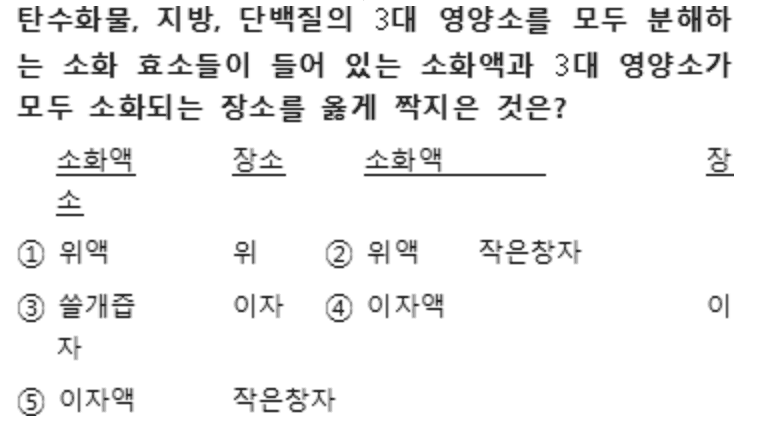 탄수화물, 지방, 단백질의 3대 영양소를 모두 분해하
는 소화 효소들이 들어 있는 소화액과 3대 영양소가
모두 소화되는 장소를 옳게 짝지은 것은?
소화액 장소 소화액 장
소
① 위액 위 ② 위액 작은창자
③ 쓸개즙 이자 ④ 이자액 이
자
⑤ 이자액 작은창자